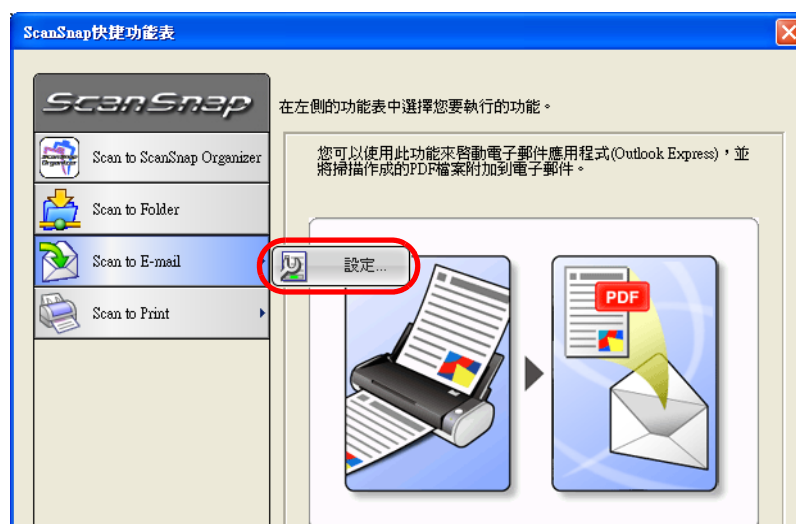 ScanSnap快捷功能表
ScanSnap
在左側的功能表中選擇您要執行的功能。
Scan to ScanSnap Organizer
您可以使用此功能來啓動電子郵件應用程式(Outlook Express)，並
將掃描作成的PDF檔案附加到電子郵件。
Scan to Folder
Scan to E-mail
設定...
Scan to Print
PDF